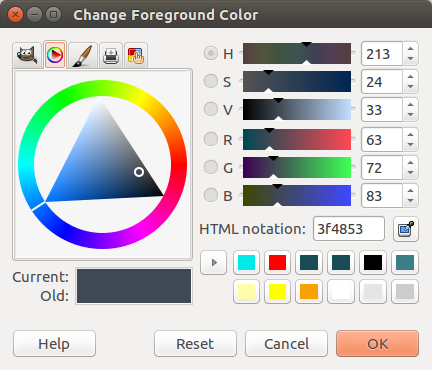 Change Foreground Color
H 213
S 24
V 33
R 63
G 72
B 83
HTML notation: 3f4853
Current:
Old:
Help Reset Cancel OK